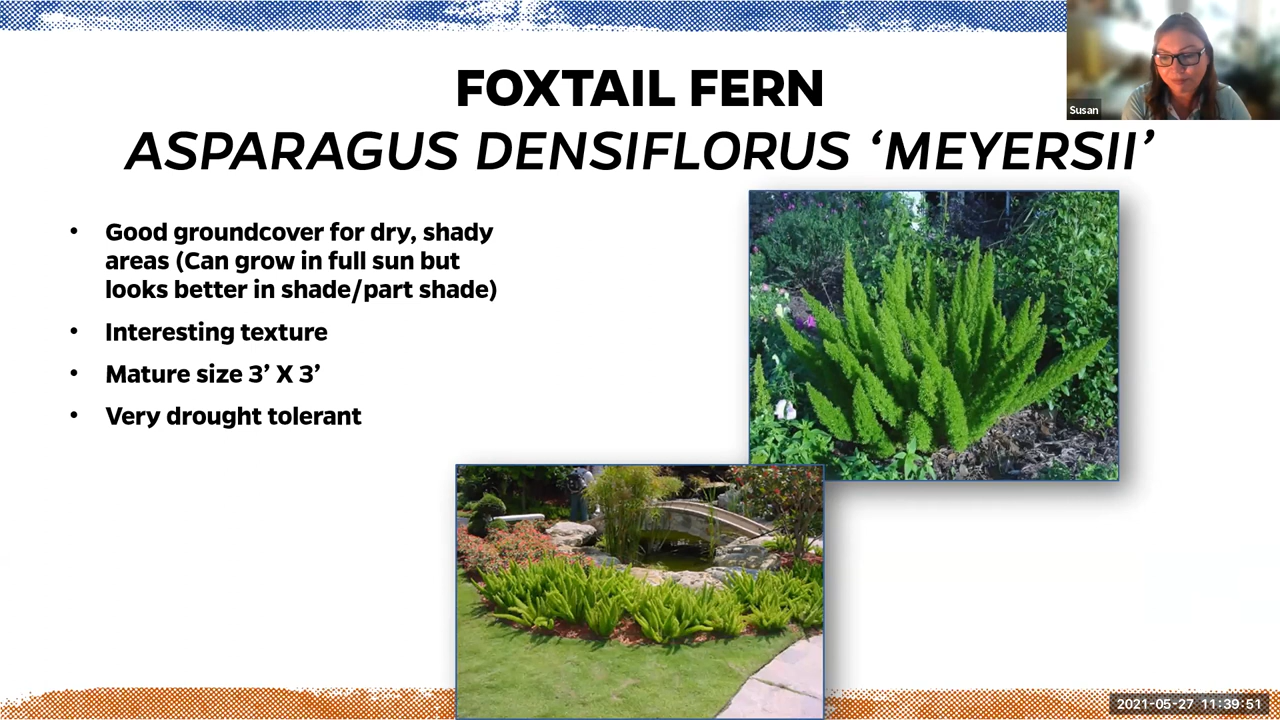 FOXTAIL FERN
ASPARAGUS DENSIFLORUS ‘MEYERSII’
Susan
• Good groundcover for dry, shady
areas (Can grow in full sun but
looks better in shade/part shade)
• Interesting texture
• Mature size 3’ X 3’
• Very drought tolerant
2021-05-27 11:39:51